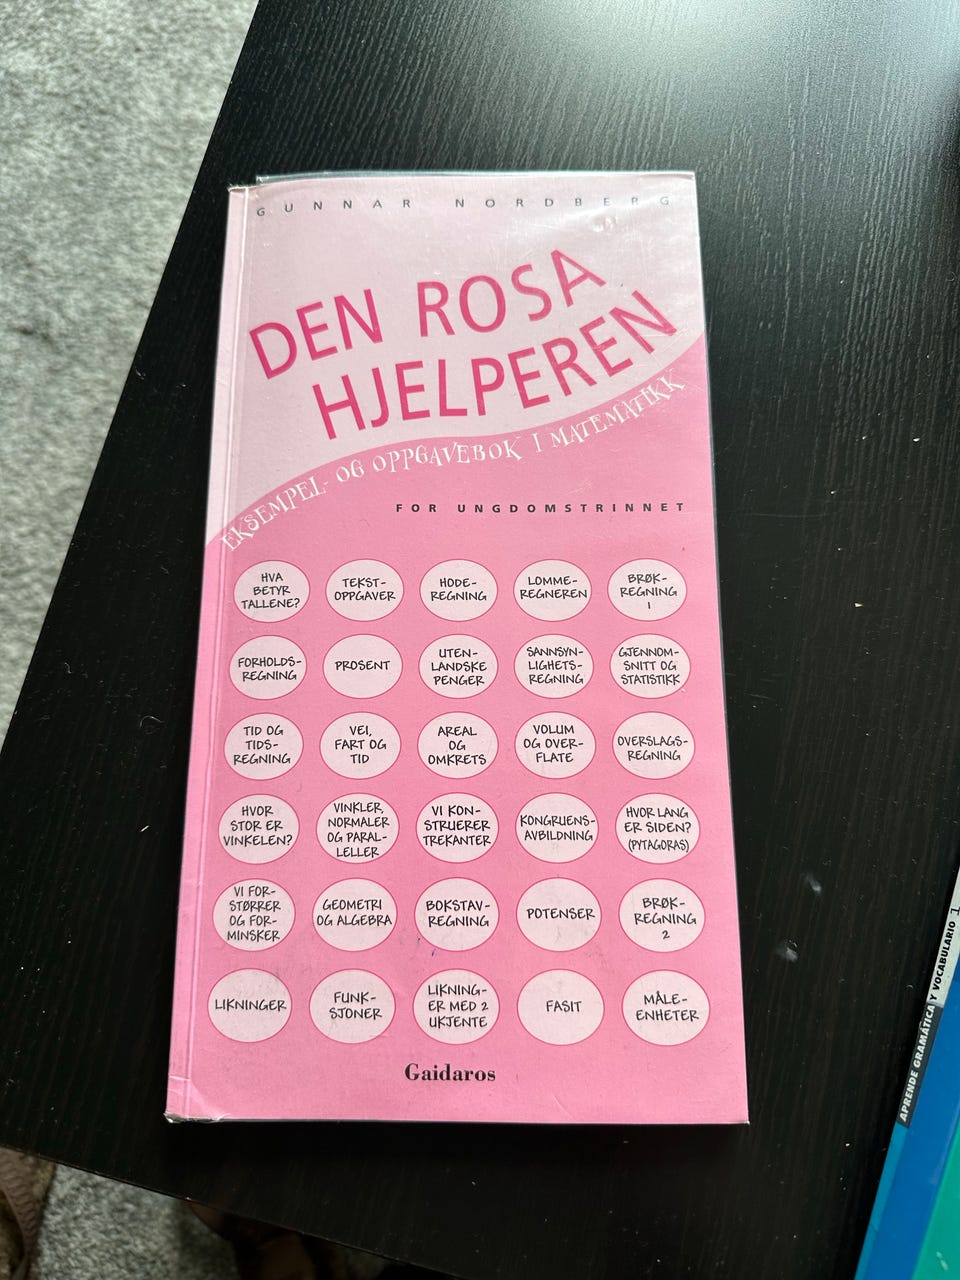 GUNNAR NORDBERG
DEN ROSA
HJELPEREN
EKSEMPEL- OG OPPGAVEBOK I MATEMATIKK
FOR UNGDOMSTRINNET
HVA
BETYR
TALLENE?
TEKST-
OPPGAVER
HODE-
REGNING
LOMME-
REGNEREN
BRØK-
REGNING
1
FORHOLDS-
REGNING
PROSENT
UTEN-
LANDSKE
PENGER
SANNSYN-
LIGHETS-
REGNING
GJENNOM-
SNITT OG
STATISTIKK
TID OG
TIDS-
REGNING
VEI,
FART OG
TID
AREAL
OG
OMKRETS
VOLUM
OG OVER-
FLATE
OVERSLAGS-
REGNING
HVOR
STOR ER
VINKELEN?
VINKLER,
NORMALER
OG PARAL-
LELLER
VI KON-
STRUERER
TREKANTER
KONGRUENS-
AVBILDNING
HVOR LANG
ER SIDEN?
(PYTAGORAS)
VI FOR-
STØRRER
OG FOR-
MINSKER
GEOMETRI
OG ALGEBRA
BOKSTAV-
REGNING
POTENSER
BRØK-
REGNING
2
LIKNINGER
FUNK-
SJONER
LIKNING-
ER MED 2
UKJENTE
FASIT
MÅLE-
ENHETER
Gaidaros
APRENDE GRAMÁTICA Y VOCABULARIO 1